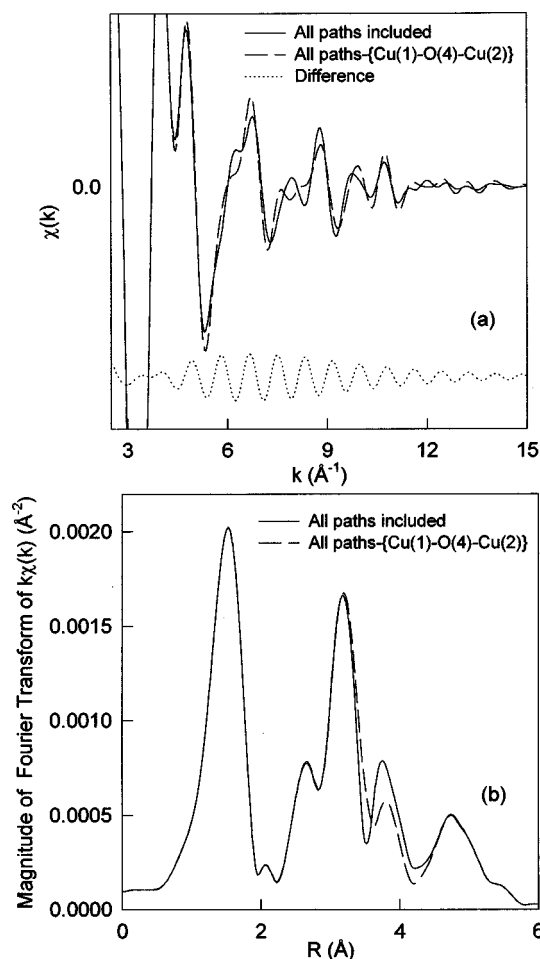 All paths included
All paths-{Cu(1)-O(4)-Cu(2)}
Difference
0.0
χ(k)
(a)
3 6 9 12 15
k (Å⁻¹)
All paths included
All paths-{Cu(1)-O(4)-Cu(2)}
Magnitude of Fourier Transform of kχ(k) (Å⁻²)
0.0020
0.0015
0.0010
0.0005
0.0000
(b)
0 2 4 6
R (Å)